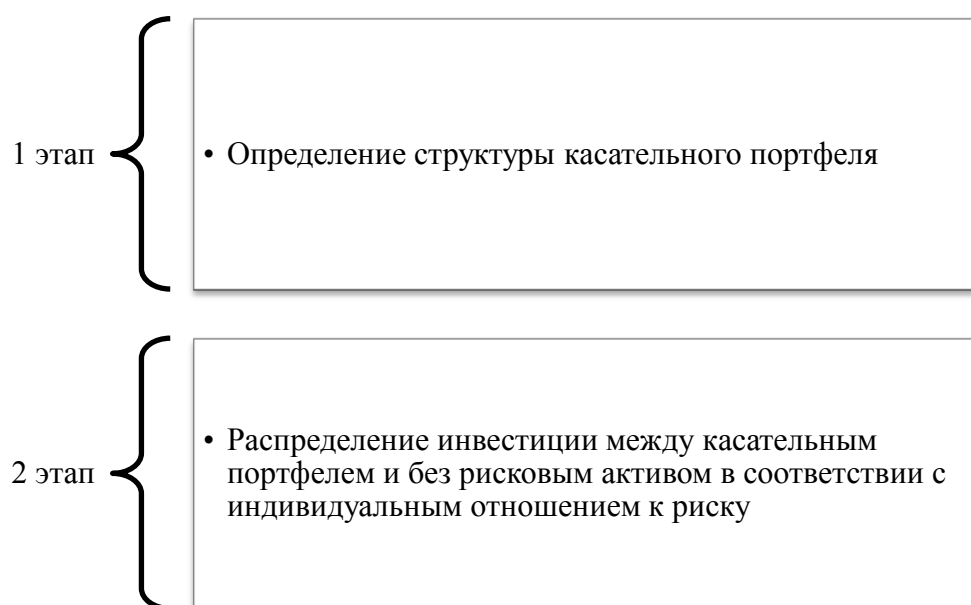 1 этап
• Определение структуры касательного портфеля
2 этап
• Распределение инвестиции между касательным
портфелем и без рисковым активом в соответствии с
индивидуальным отношением к риску